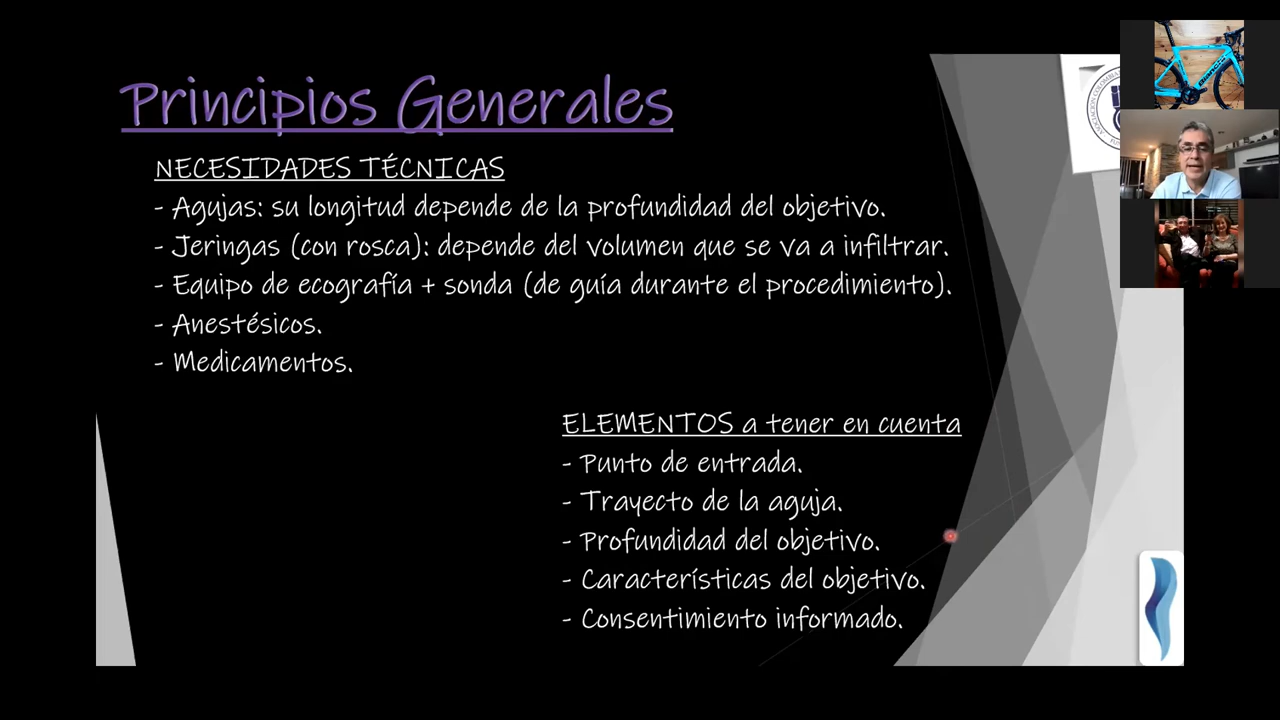 Principios Generales
NECESIDADES TÉCNICAS
- Agujas: su longitud depende de la profundidad del objetivo.
- Jeringas (con rosca): depende del volumen que se va a infiltrar.
- Equipo de ecografía + sonda (de guía durante el procedimiento).
- Anestésicos.
- Medicamentos.
ELEMENTOS a tener en cuenta
- Punto de entrada.
- Trayecto de la aguja.
- Profundidad del objetivo.
- Características del objetivo.
- Consentimiento informado.